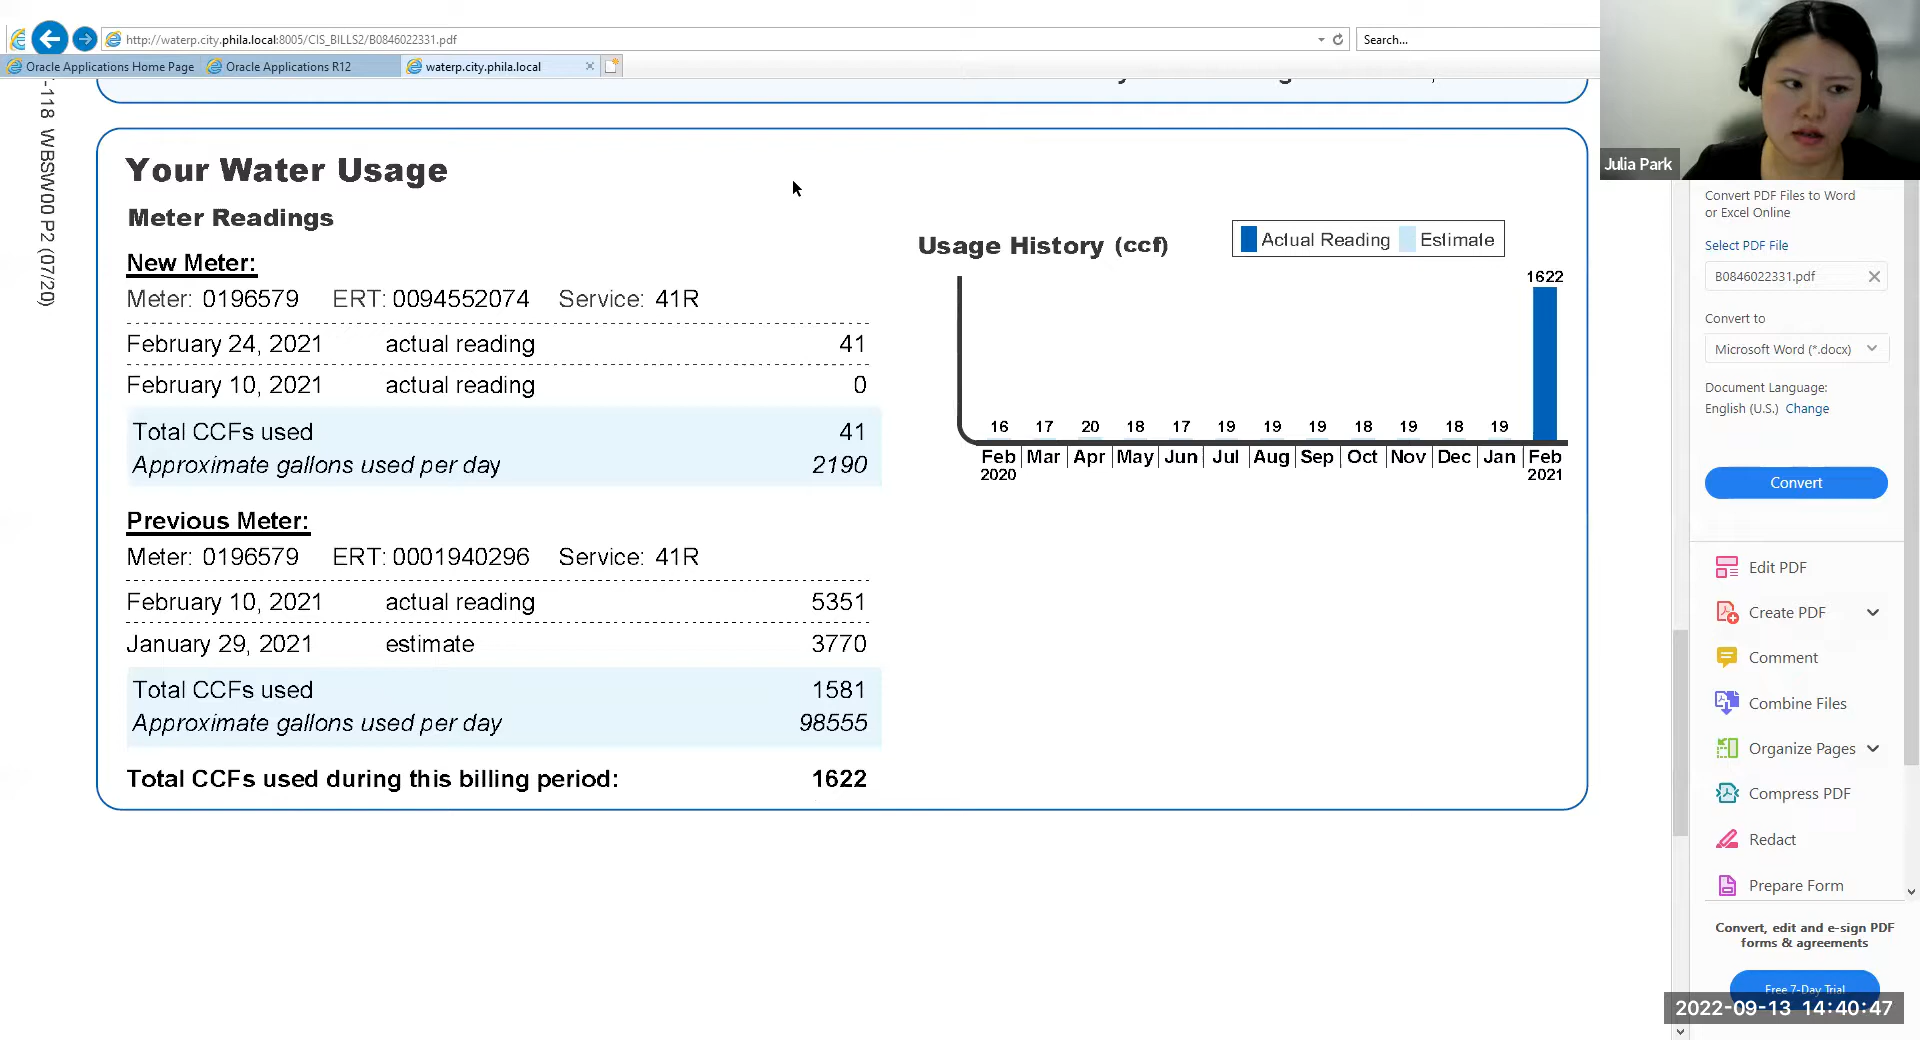 http://waterp.city.phila.local:8005/CIS_BILLS2/B0846022331.pdf
Search...
Oracle Applications Home Page
Oracle Applications R12
waterp.city.phila.local
-118 WBSW00 P2 (07/20)
Your Water Usage
Meter Readings
New Meter:
Meter: 0196579 ERT: 0094552074 Service: 41R
February 24, 2021 actual reading 41
February 10, 2021 actual reading 0
Total CCFs used 41
Approximate gallons used per day 2190
Previous Meter:
Meter: 0196579 ERT: 0001940296 Service: 41R
February 10, 2021 actual reading 5351
January 29, 2021 estimate 3770
Total CCFs used 1581
Approximate gallons used per day 98555
Total CCFs used during this billing period: 1622
Usage History (ccf)
Actual Reading Estimate
1622
16 17 20 18 17 19 19 19 18 19 18 19
Feb Mar Apr May Jun Jul Aug Sep Oct Nov Dec Jan Feb
2020 2021
Julia Park
Convert PDF Files to Word
or Excel Online
Select PDF File
B0846022331.pdf
Convert to
Microsoft Word (*.docx)
Document Language:
English (U.S.) Change
Convert
Edit PDF
Create PDF
Comment
Combine Files
Organize Pages
Compress PDF
Redact
Prepare Form
Convert, edit and e-sign PDF
forms & agreements
Free 7-Day Trial
2022-09-13 14:40:47